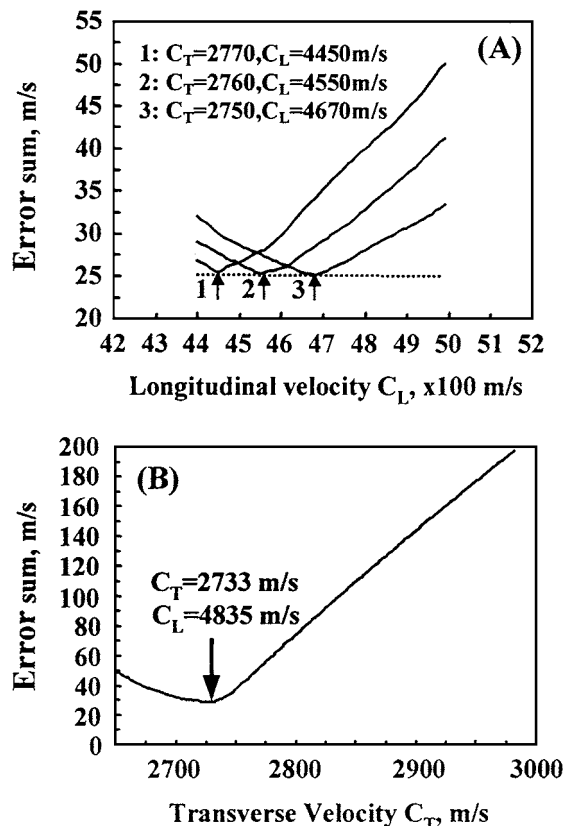 (A)
1: C_T=2770,C_L=4450m/s
2: C_T=2760,C_L=4550m/s
3: C_T=2750,C_L=4670m/s
Error sum, m/s
50
45
40
35
30
25
20
1 2 3
42 43 44 45 46 47 48 49 50 51 52
Longitudinal velocity C_L, x100 m/s
(B)
C_T=2733 m/s
C_L=4835 m/s
Error sum, m/s
200
180
160
140
120
100
80
60
40
20
0
2700 2800 2900 3000
Transverse Velocity C_T, m/s